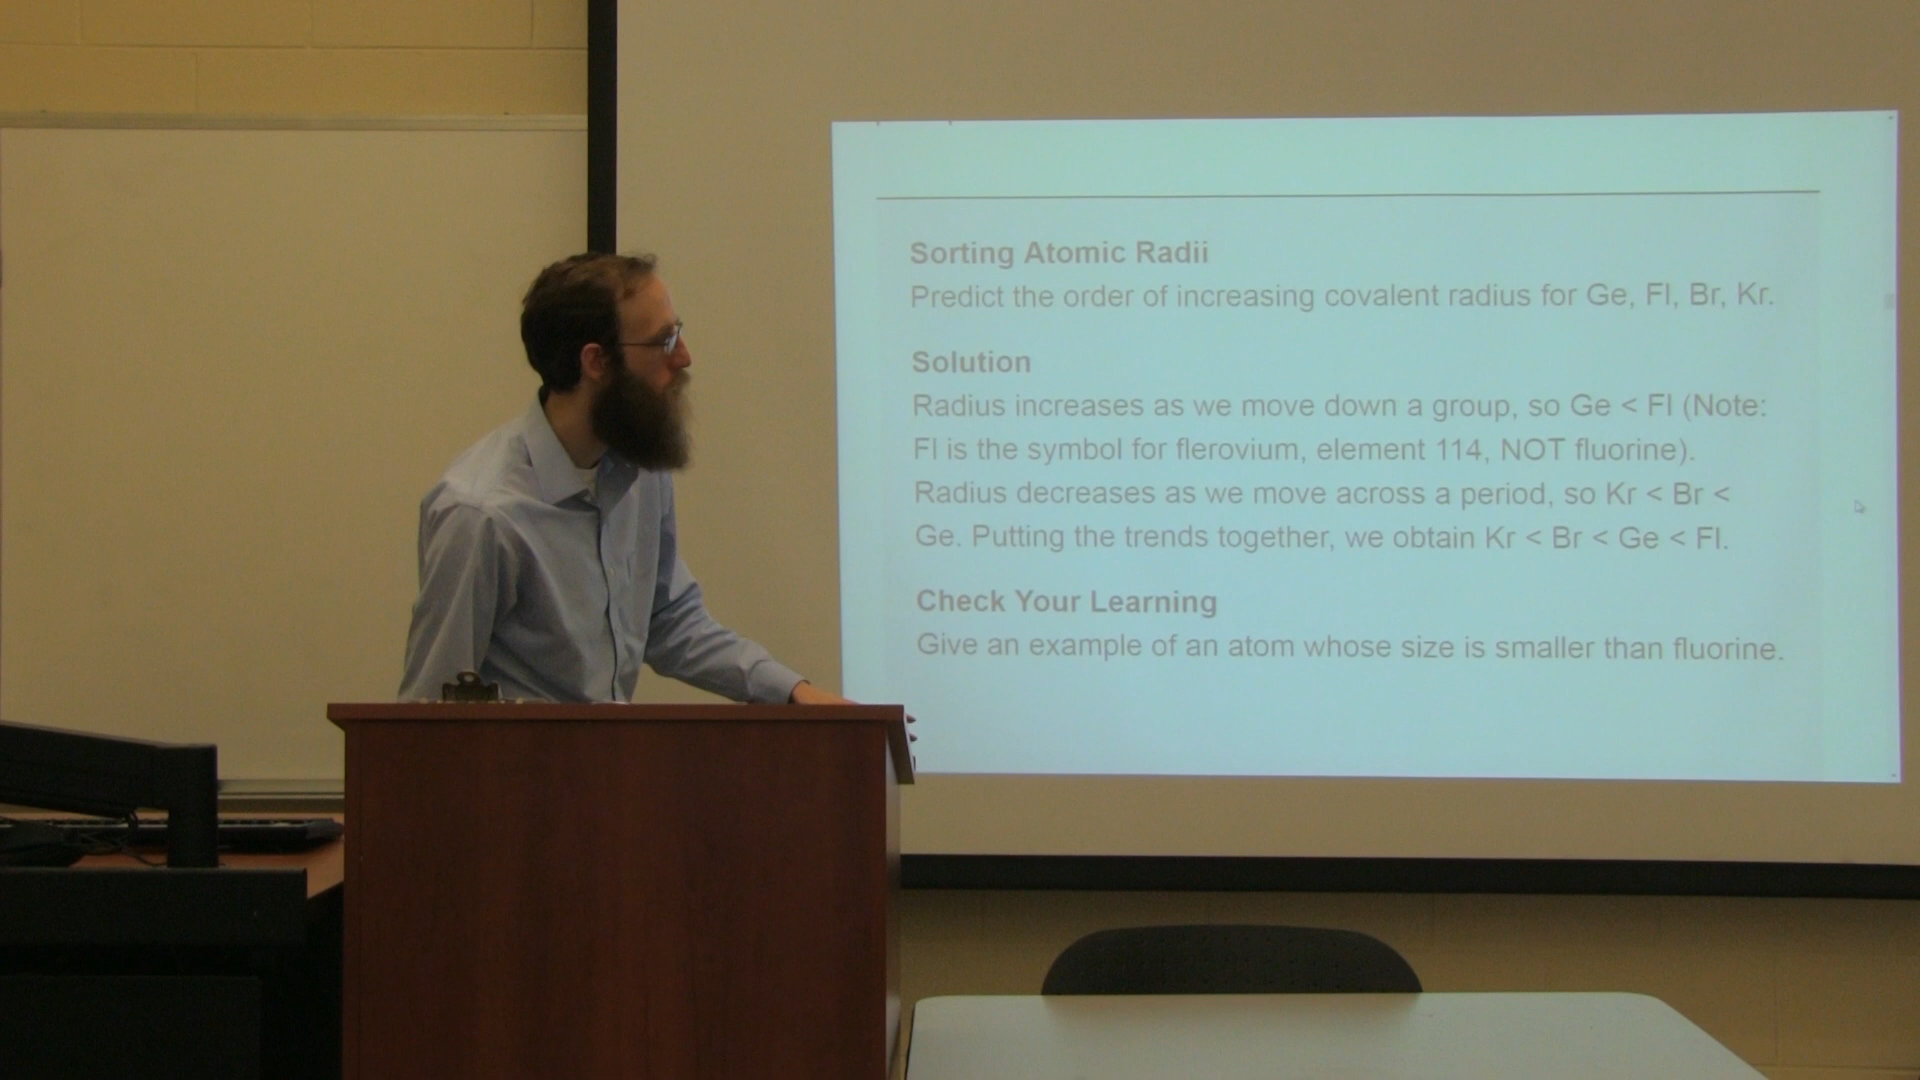 Sorting Atomic Radii
Predict the order of increasing covalent radius for Ge, Fl, Br, Kr.
Solution
Radius increases as we move down a group, so Ge < Fl (Note:
Fl is the symbol for flerovium, element 114, NOT fluorine).
Radius decreases as we move across a period, so Kr < Br <
Ge. Putting the trends together, we obtain Kr < Br < Ge < Fl.
Check Your Learning
Give an example of an atom whose size is smaller than fluorine.